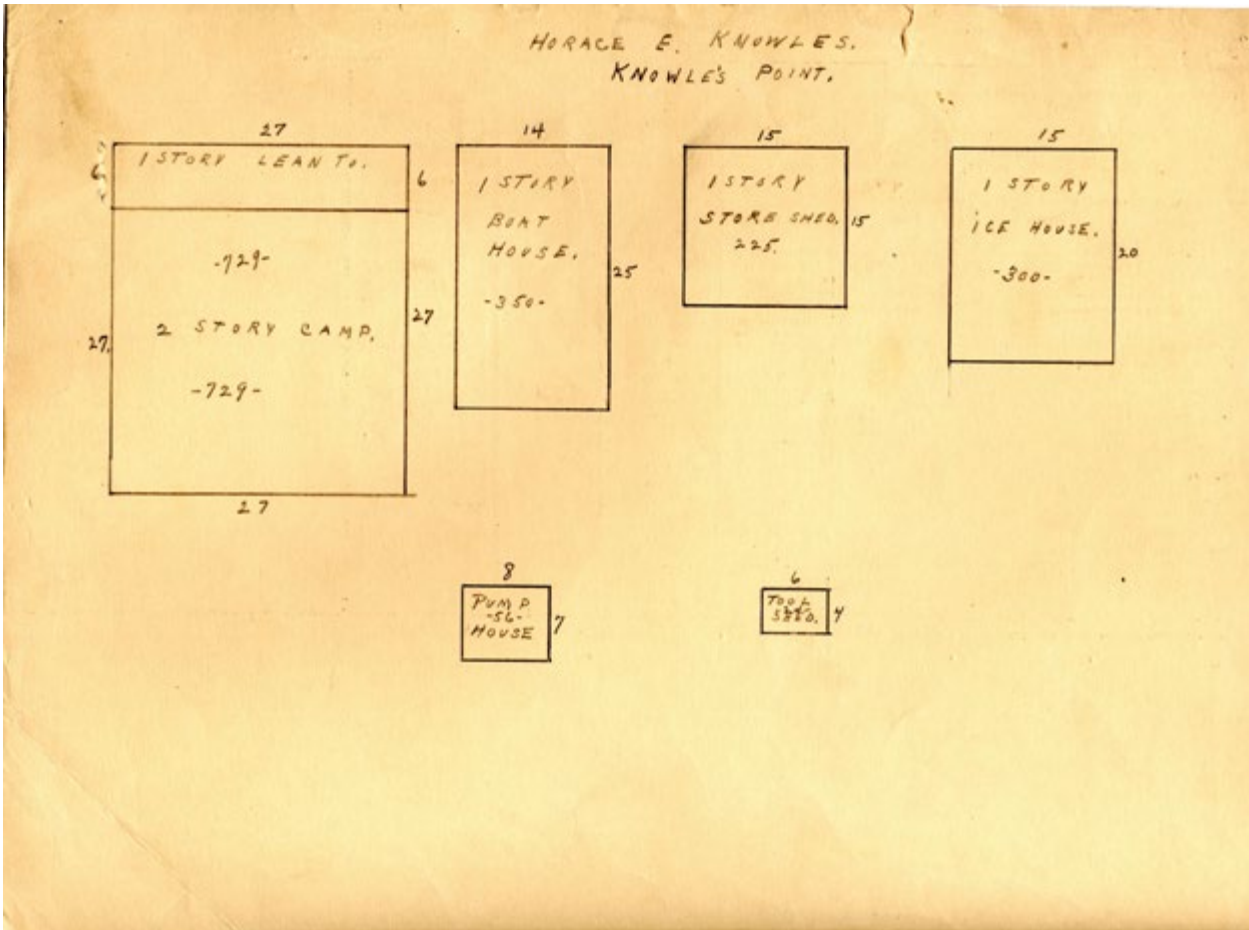 HORACE E. KNOWLES.
KNOWLE'S POINT.
27
1 STORY LEAN TO.
6
6
-729-
2 STORY CAMP.
27.
27
-729-
27
14
1 STORY
BOAT
HOUSE.
25
-350-
15
1 STORY
STORE SHED.
15
225.
15
1 STORY
ICE HOUSE.
20
-300-
8
PUMP
-56-
HOUSE
7
6
TOOL
SHED.
4